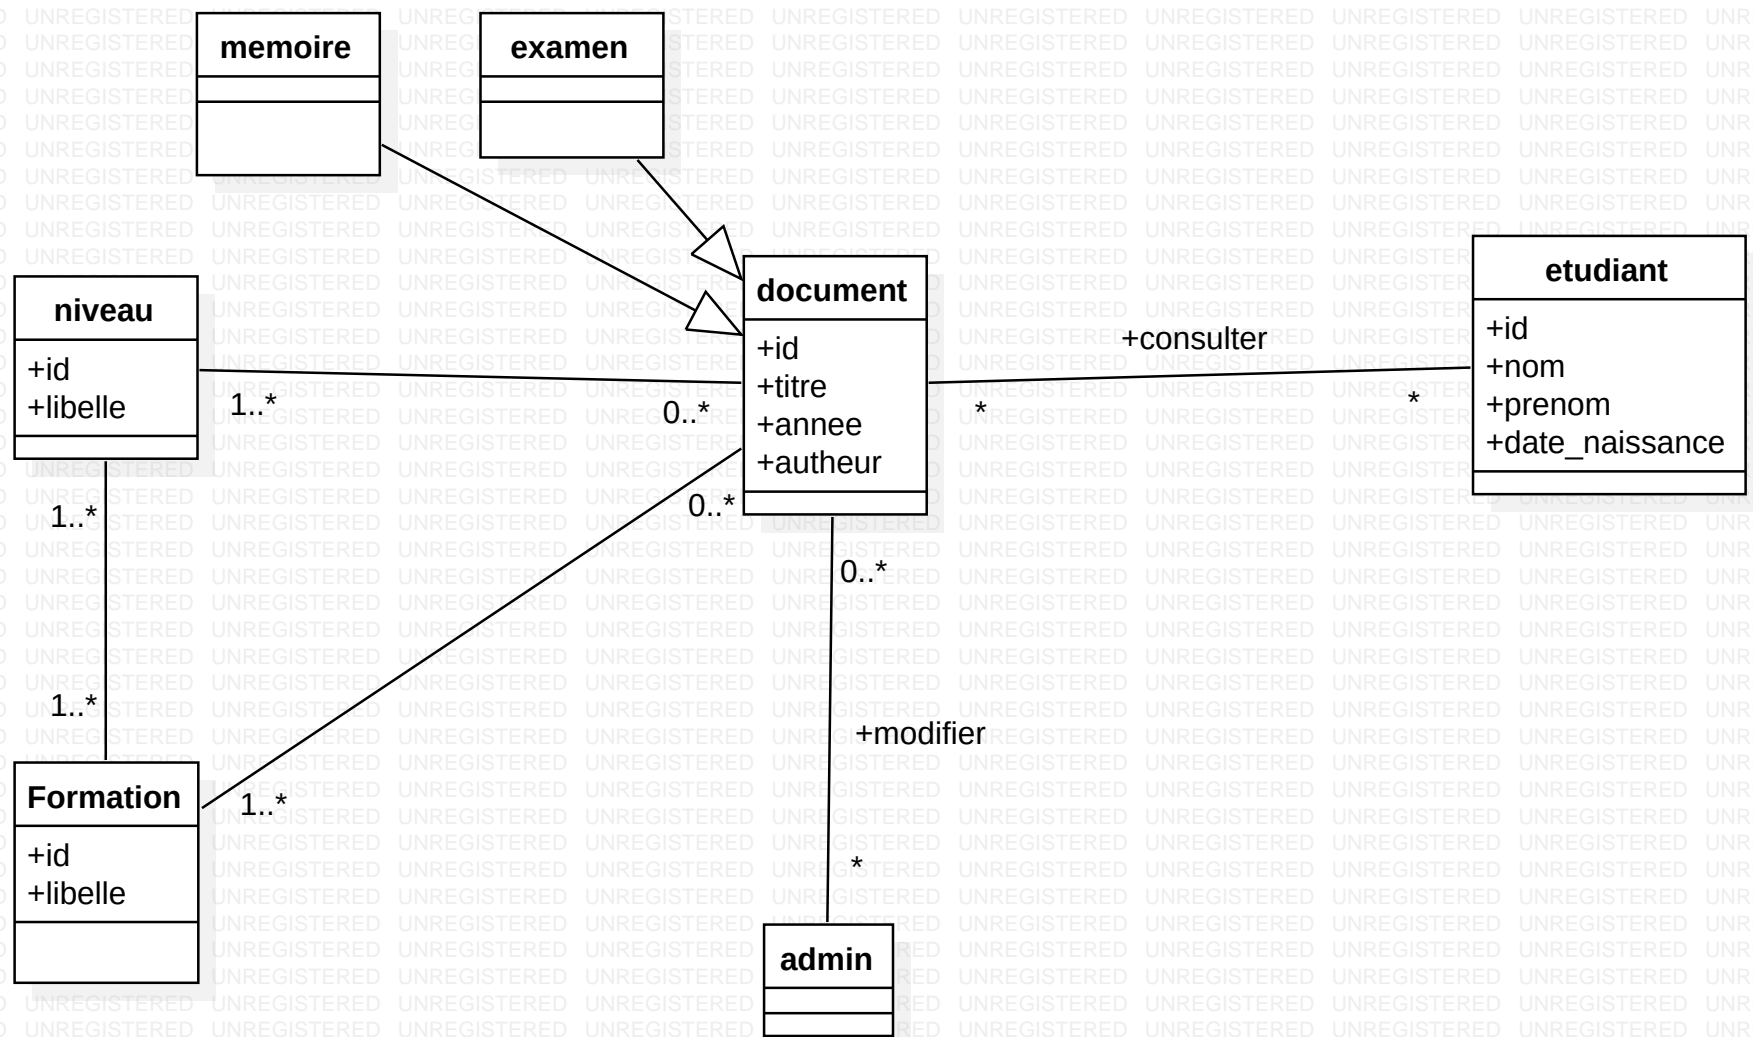 memoire
examen
niveau
+id
+libelle
document
+id
+titre
+annee
+autheur
etudiant
+id
+nom
+prenom
+date_naissance
+consulter
1..*
0..*
*
*
1..*
0..*
0..*
1..*
+modifier
1..*
*
Formation
+id
+libelle
admin
UNREGISTERED